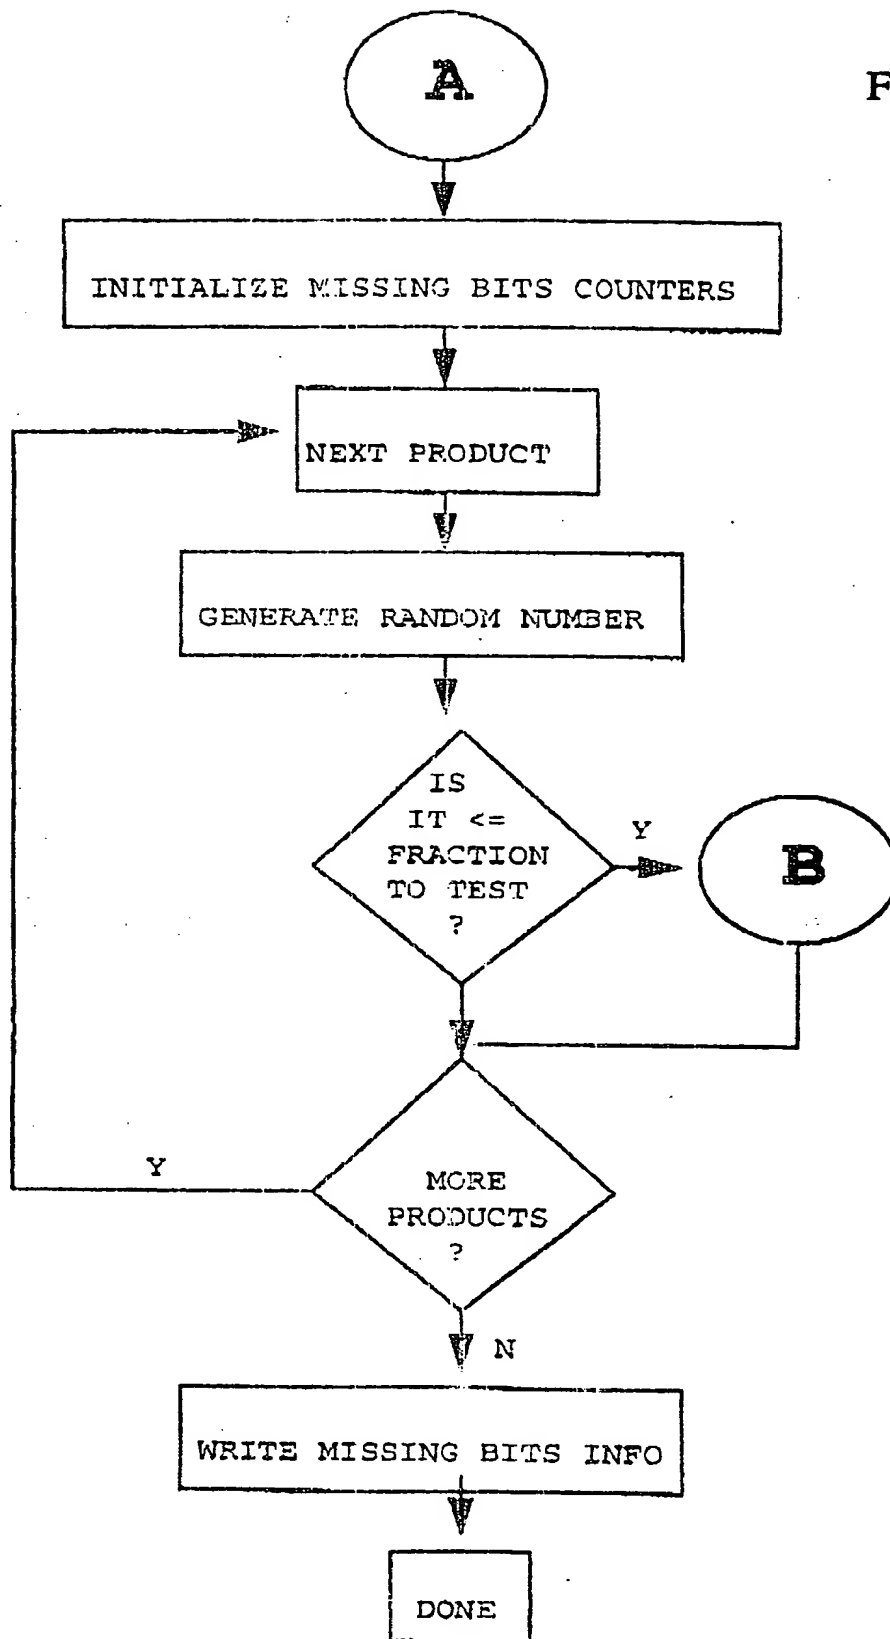 A
F
INITIALIZE MISSING BITS COUNTERS
NEXT PRODUCT
GENERATE RANDOM NUMBER
IS
IT <=
FRACTION
TO TEST
?
Y
B
Y
MORE
PRODUCTS
?
N
WRITE MISSING BITS INFO
DONE